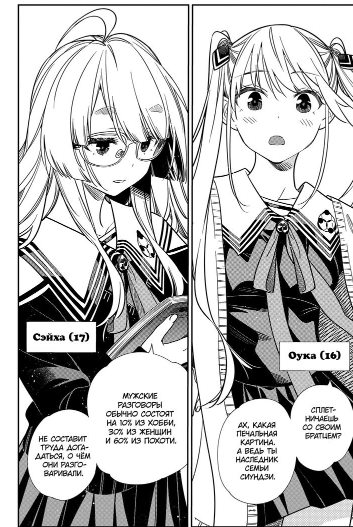 Сэйха (17)
Оука (16)
СПЛЕТ-
НИЧАЕШЬ
СО СВОИМ
БРАТЦЕМ?
АХ, КАКАЯ
ПЕЧАЛЬНАЯ
КАРТИНА.
А ВЕДЬ ТЫ
НАСЛЕДНИК
СЕМЬИ
СИУНДЗИ.
МУЖСКИЕ
РАЗГОВОРЫ
ОБЫЧНО СОСТОЯТ
НА 10% ИЗ ХОББИ,
30% ИЗ ЖЕНЩИН
И 60% ИЗ ПОХОТИ.
НЕ СОСТАВИТ
ТРУДА ДОГА-
ДАТЬСЯ, О ЧЁМ
ОНИ РАЗГО-
ВАРИВАЛИ.